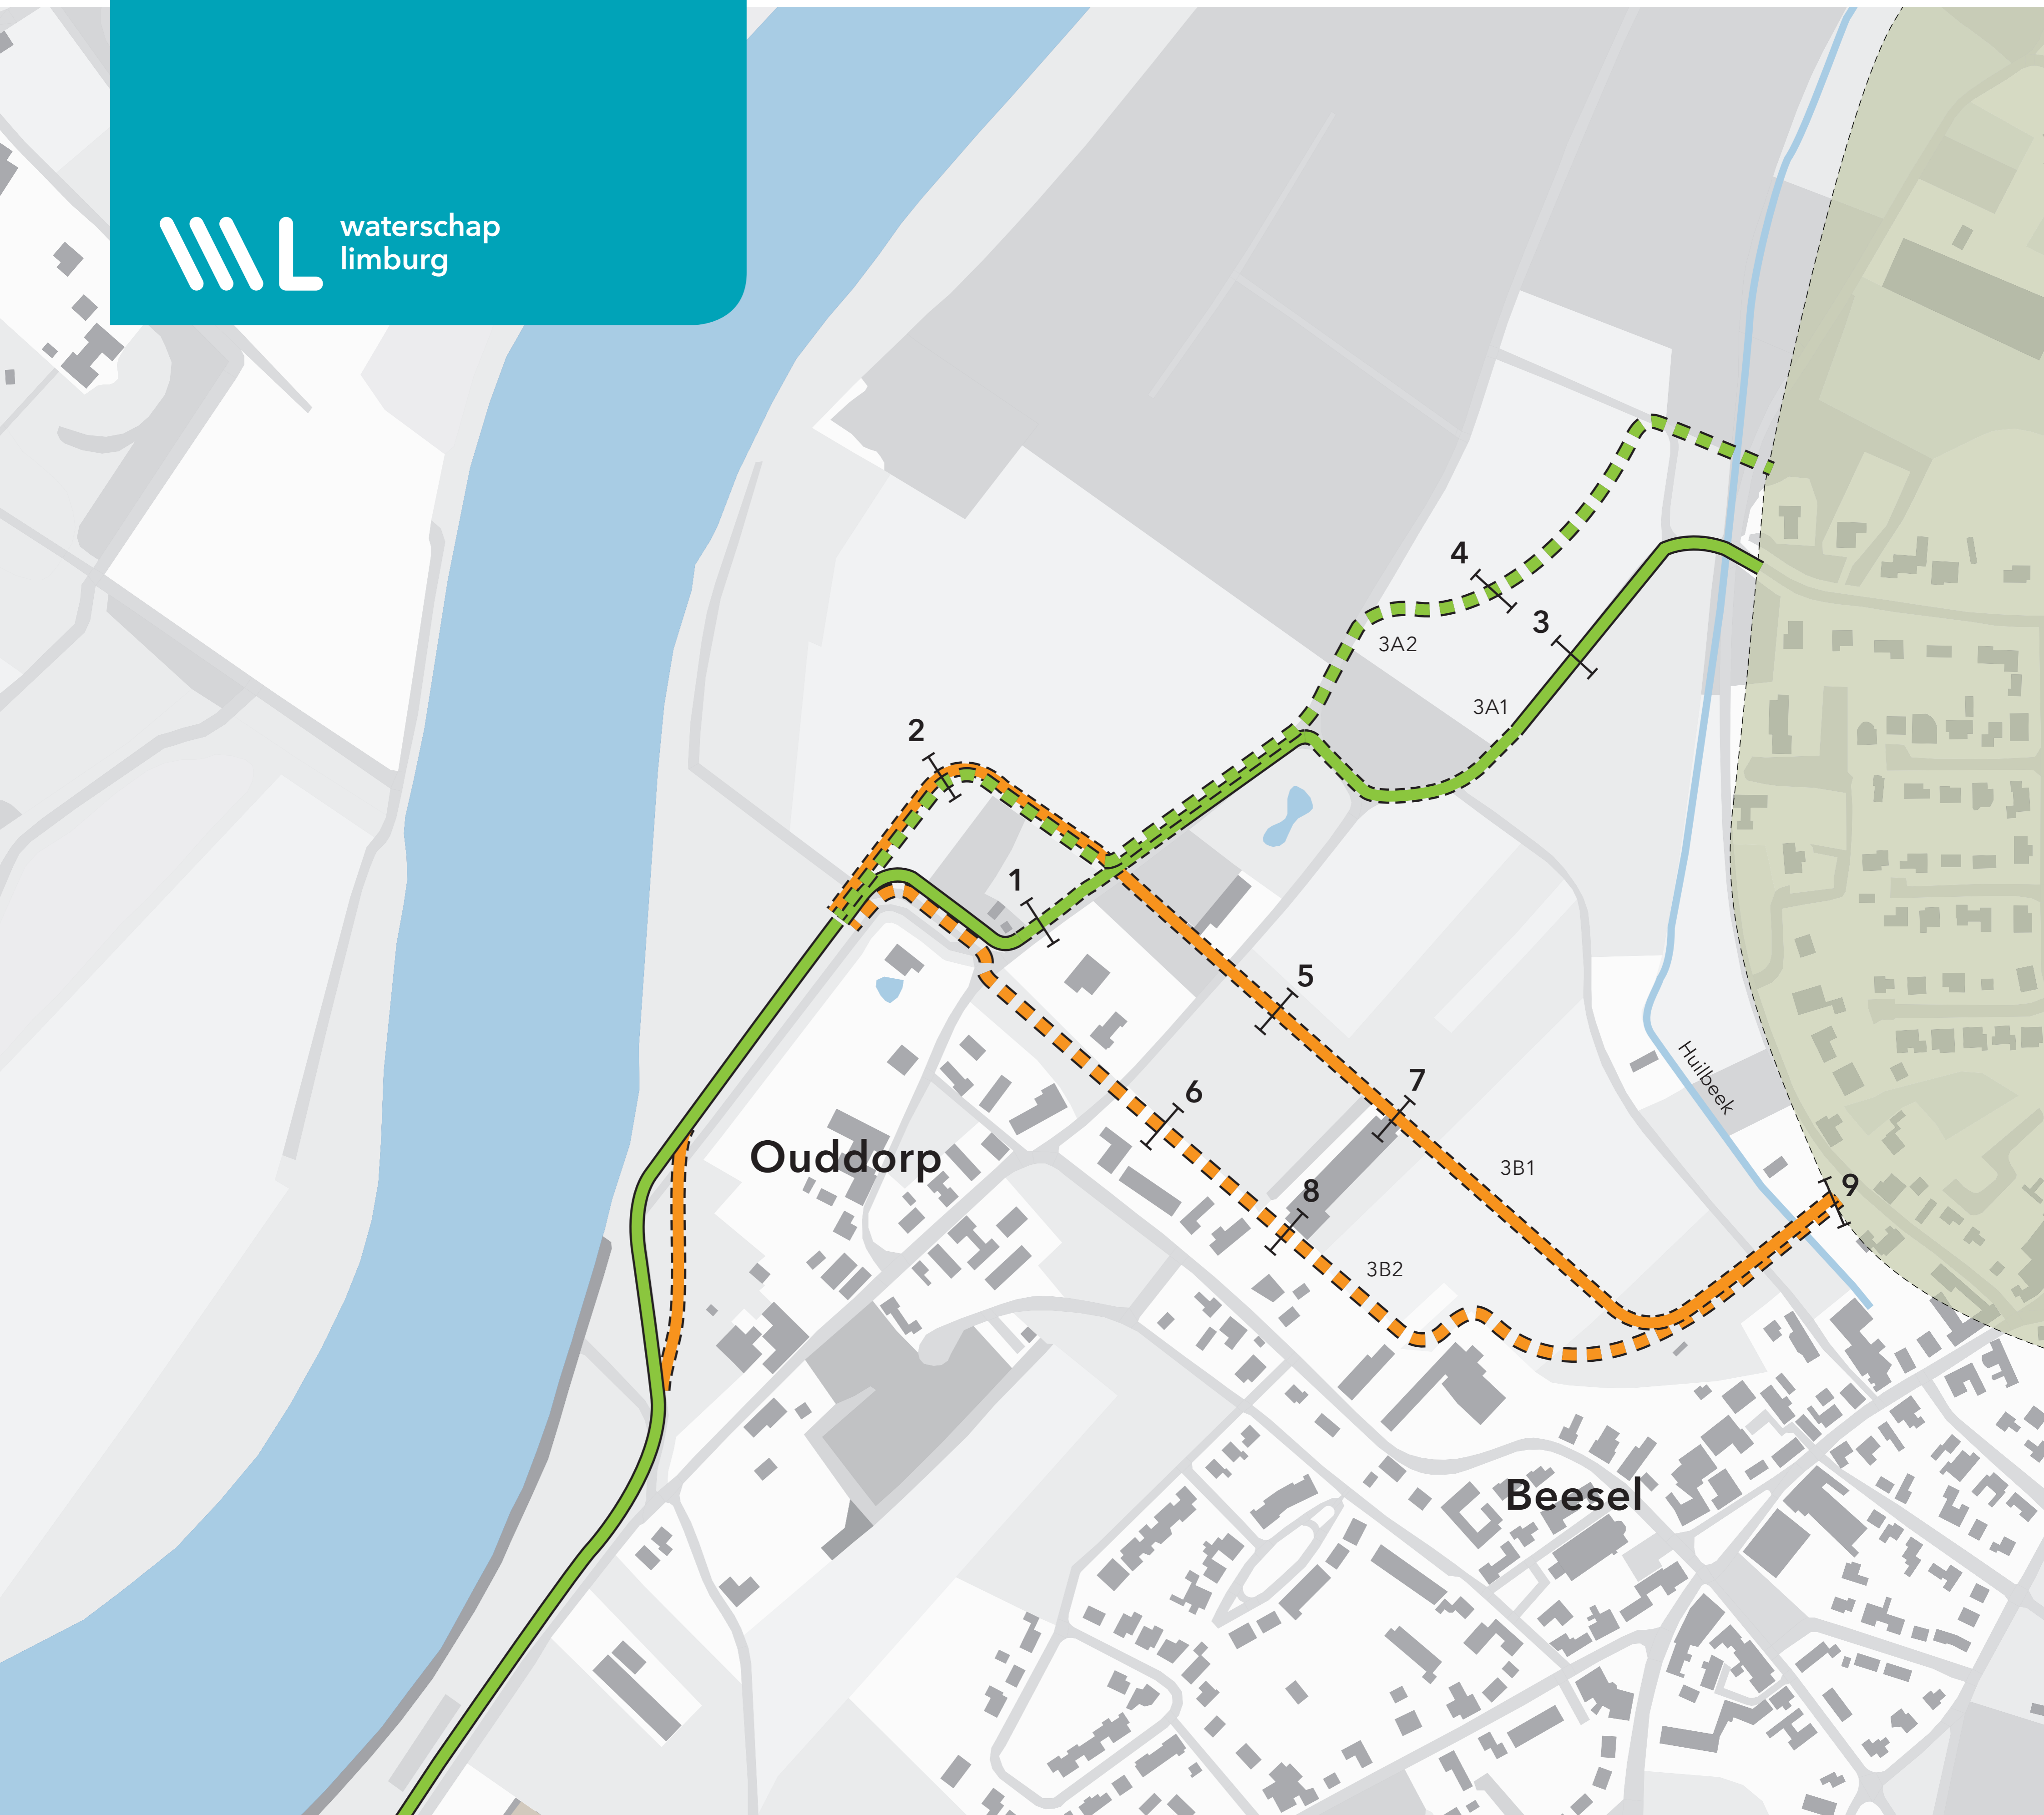 waterschap
limburg
4
3
3A2
3A1
2
1
5
6
7
Huilbeek
Ouddorp
3B1
8
9
3B2
Beesel